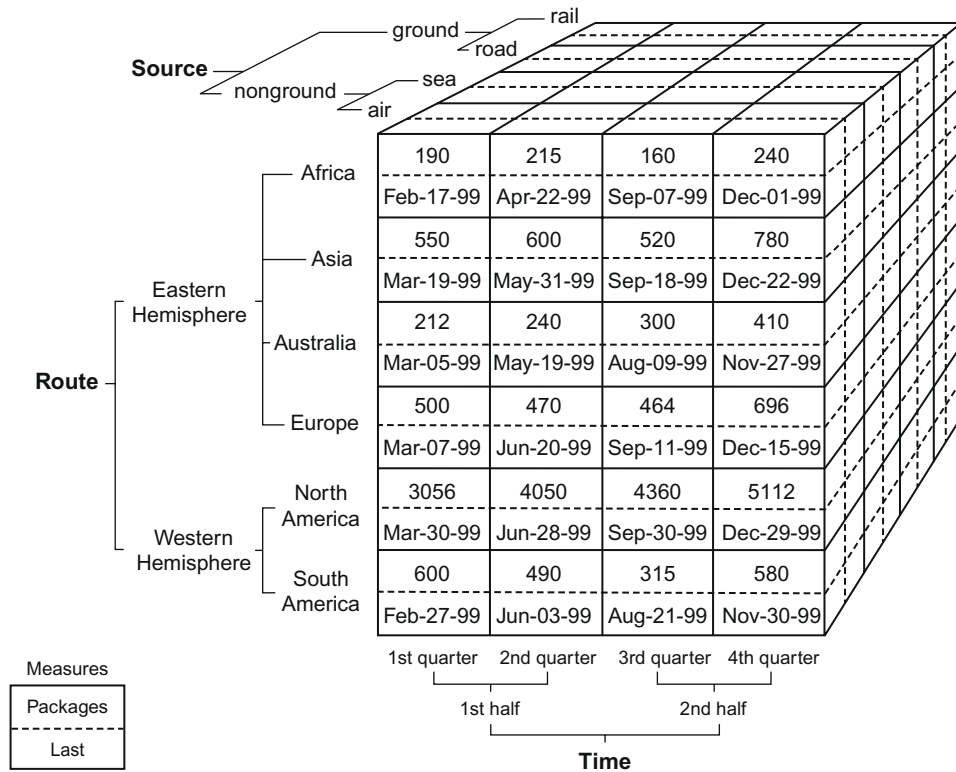 rail
ground
road
Source
sea
nonground
air
190 215 160 240
Africa
Feb-17-99 Apr-22-99 Sep-07-99 Dec-01-99
550 600 520 780
Asia
Mar-19-99 May-31-99 Sep-18-99 Dec-22-99
Eastern
Hemisphere
212 240 300 410
Australia
Mar-05-99 May-19-99 Aug-09-99 Nov-27-99
Route
500 470 464 696
Europe
Mar-07-99 Jun-20-99 Sep-11-99 Dec-15-99
North
America
3056 4050 4360 5112
Mar-30-99 Jun-28-99 Sep-30-99 Dec-29-99
Western
Hemisphere
South
America
600 490 315 580
Feb-27-99 Jun-03-99 Aug-21-99 Nov-30-99
1st quarter 2nd quarter 3rd quarter 4th quarter
1st half 2nd half
Time
Measures
Packages
Last